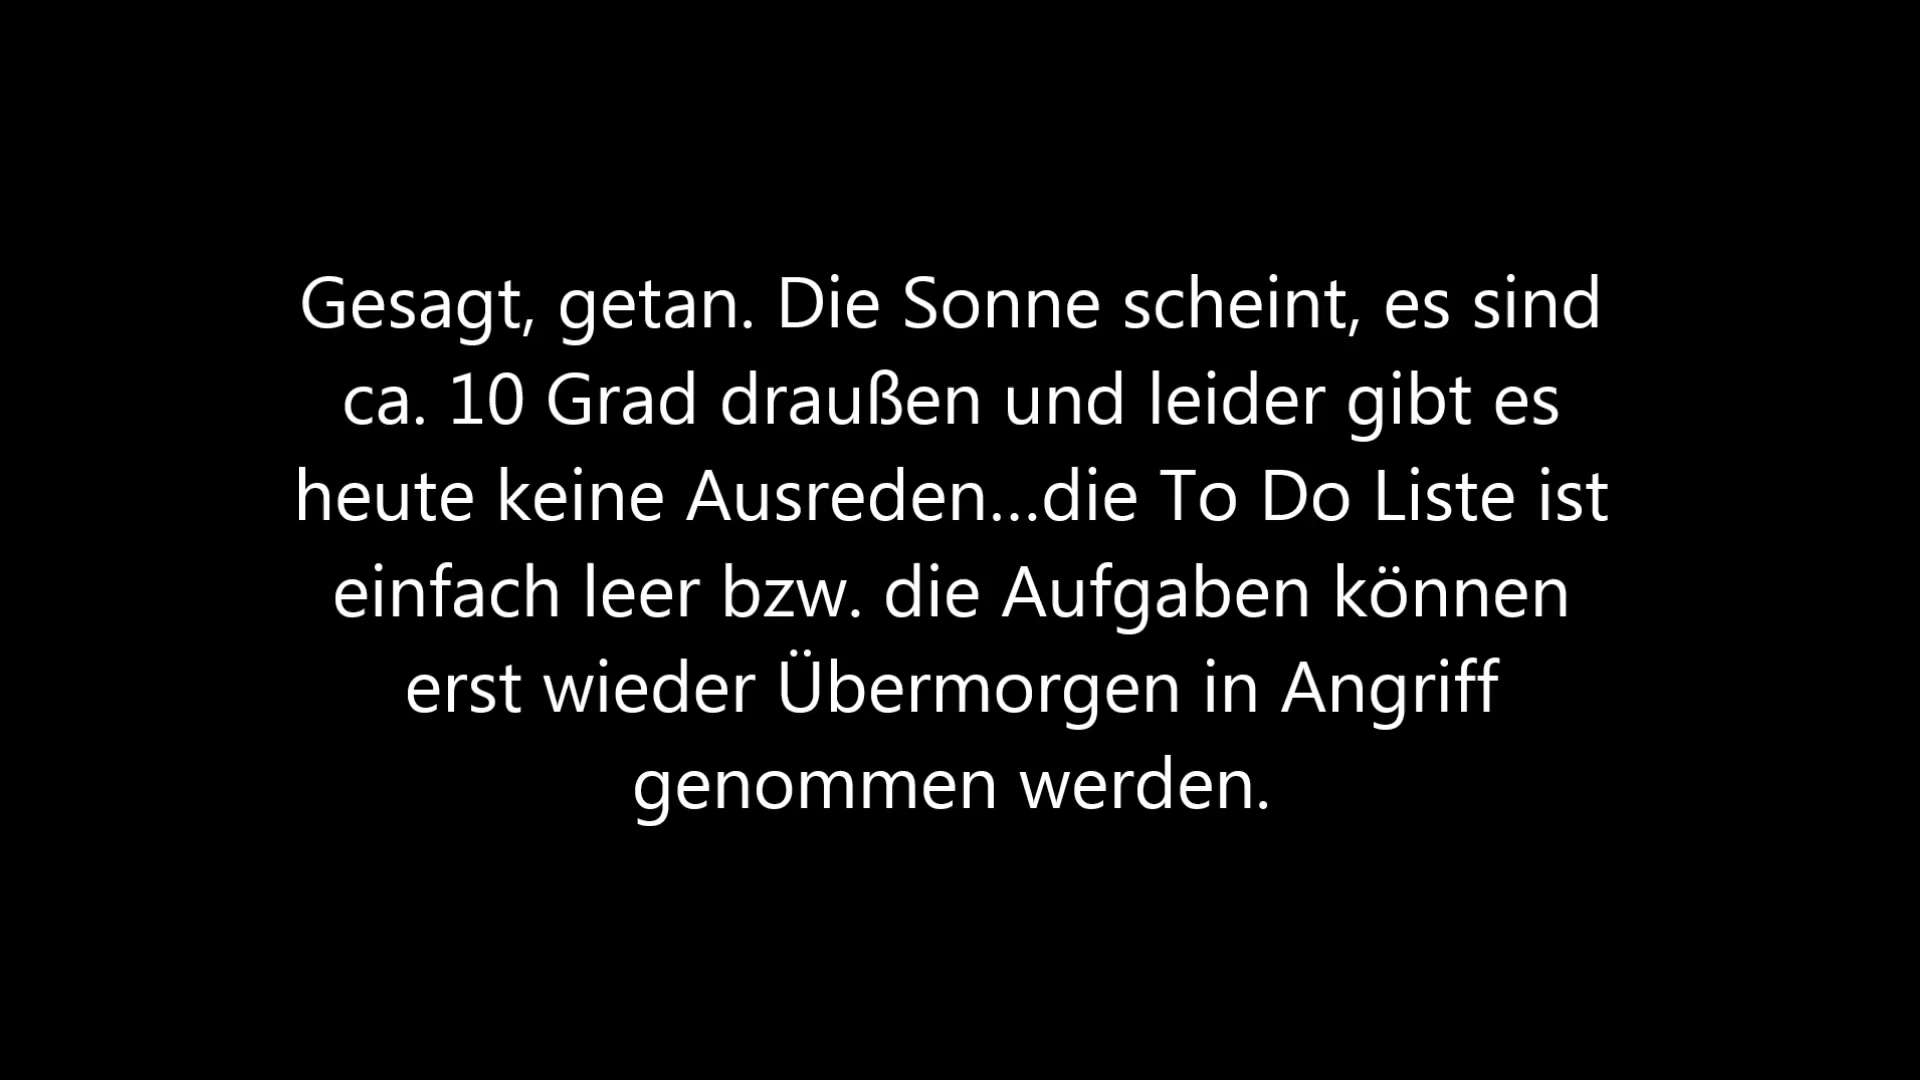 Gesagt, getan. Die Sonne scheint, es sind
ca. 10 Grad draußen und leider gibt es
heute keine Ausreden...die To Do Liste ist
einfach leer bzw. die Aufgaben können
erst wieder Übermorgen in Angriff
genommen werden.